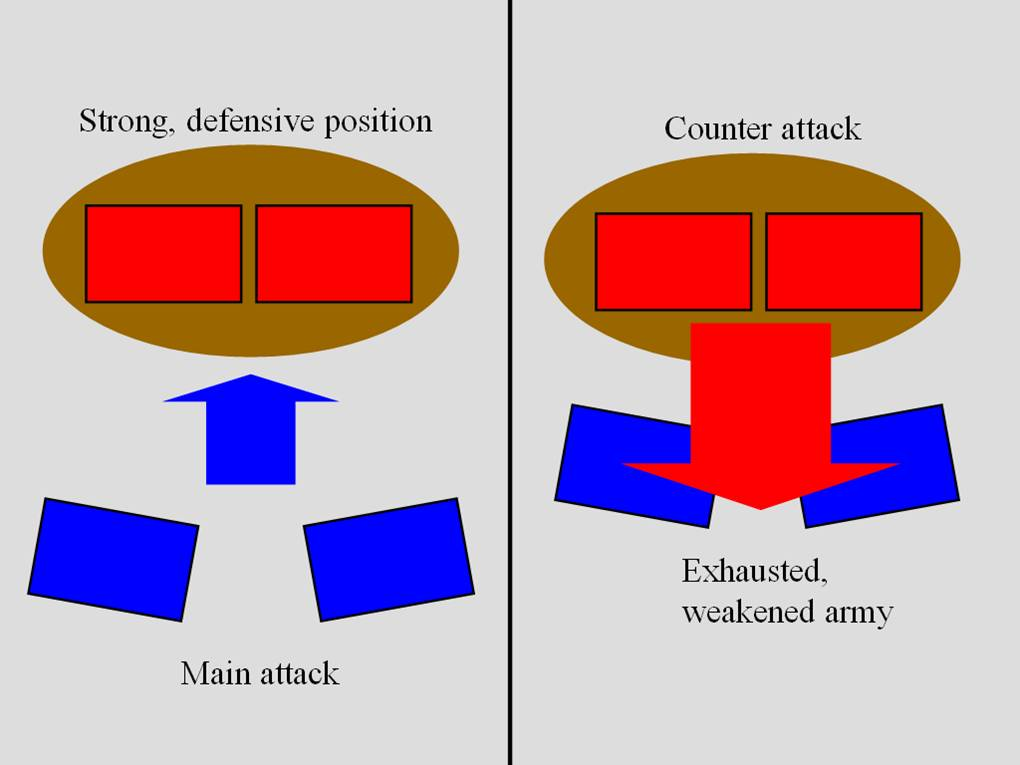 Strong, defensive position
Main attack
Counter attack
Exhausted,
weakened army